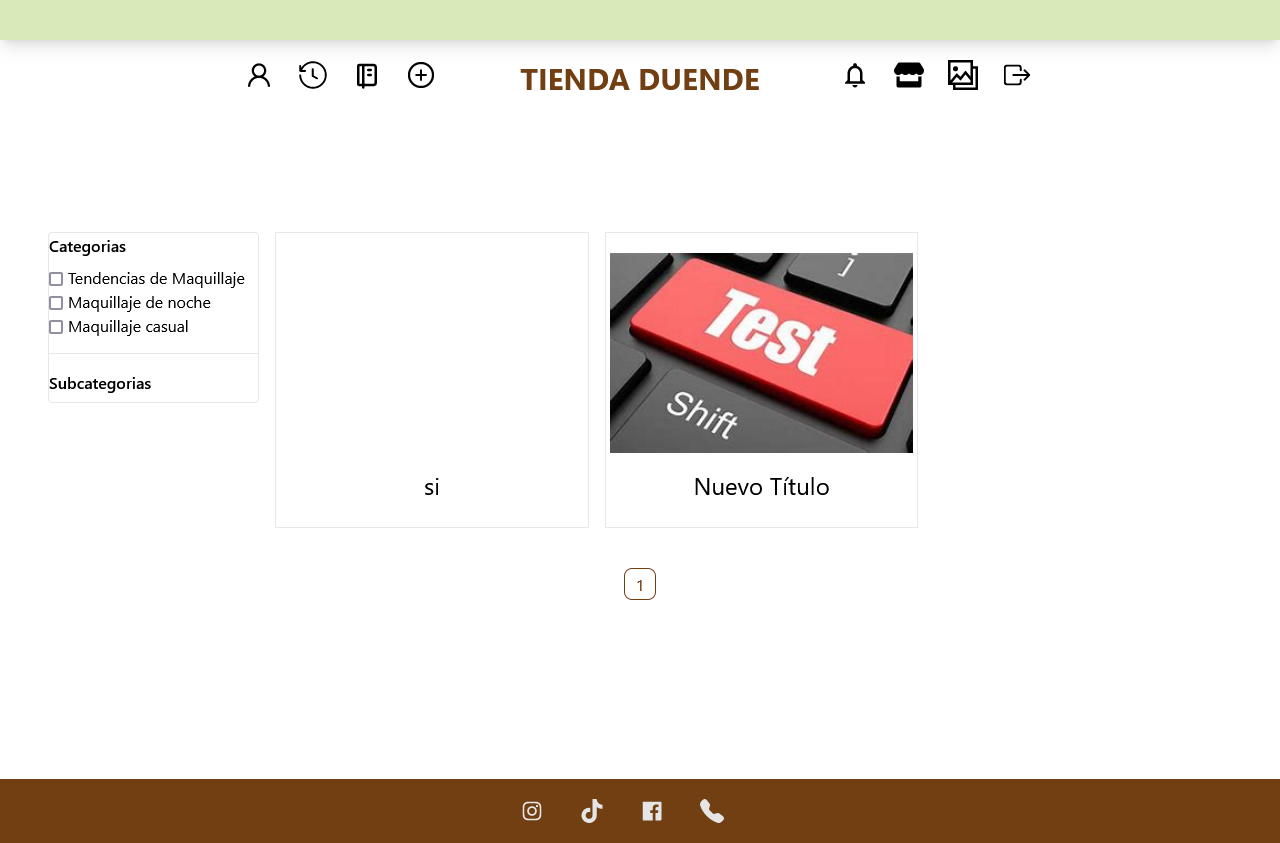 TIENDA DUENDE
Categorias
Tendencias de Maquillaje
Maquillaje de noche
Maquillaje casual
Subcategorias
si
]
Test
Shift
Nuevo Título
1